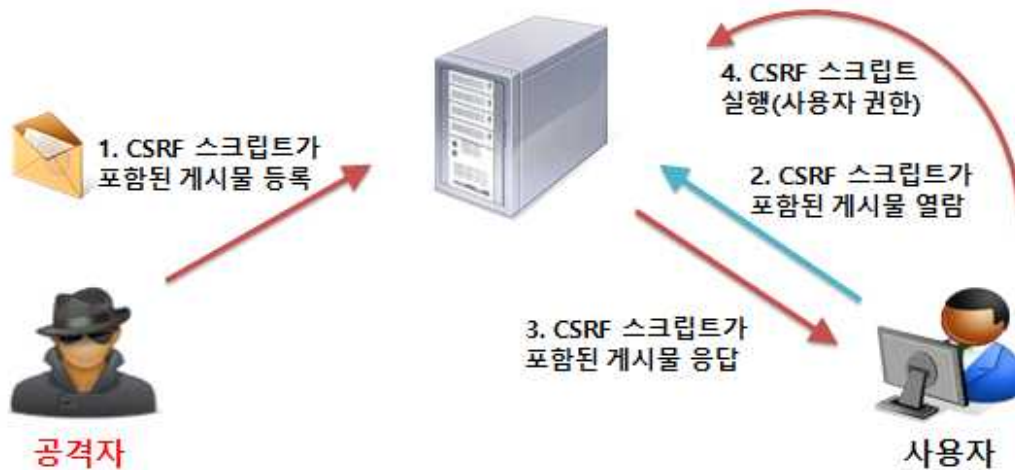 1. CSRF 스크립트가
포함된 게시물 등록
4. CSRF 스크립트
실행(사용자 권한)
2. CSRF 스크립트가
포함된 게시물 열람
3. CSRF 스크립트가
포함된 게시물 응답
공격자
사용자